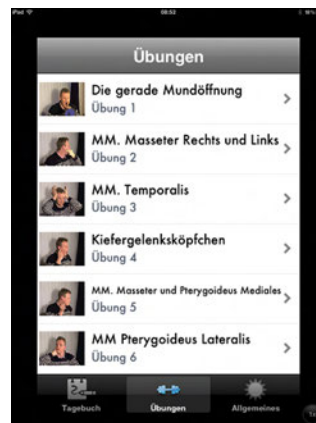 iPad
09:52
Übungen
Die gerade Mundöffnung
Übung 1
MM. Masseter Rechts und Links
Übung 2
MM. Temporalis
Übung 3
Kiefergelenksköpfchen
Übung 4
MM. Masseter und Pterygoideus Mediales
Übung 5
MM Pterygoideus Lateralis
Übung 6
Tagebuch
Übungen
Allgemeines